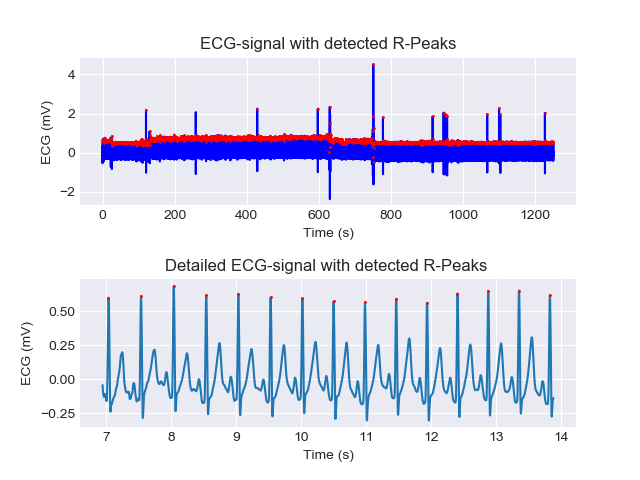 ECG-signal with detected R-Peaks
4
2
0
−2
ECG (mV)
0 200 400 600 800 1000 1200
Time (s)
Detailed ECG-signal with detected R-Peaks
0.50
0.25
0.00
−0.25
ECG (mV)
7 8 9 10 11 12 13 14
Time (s)